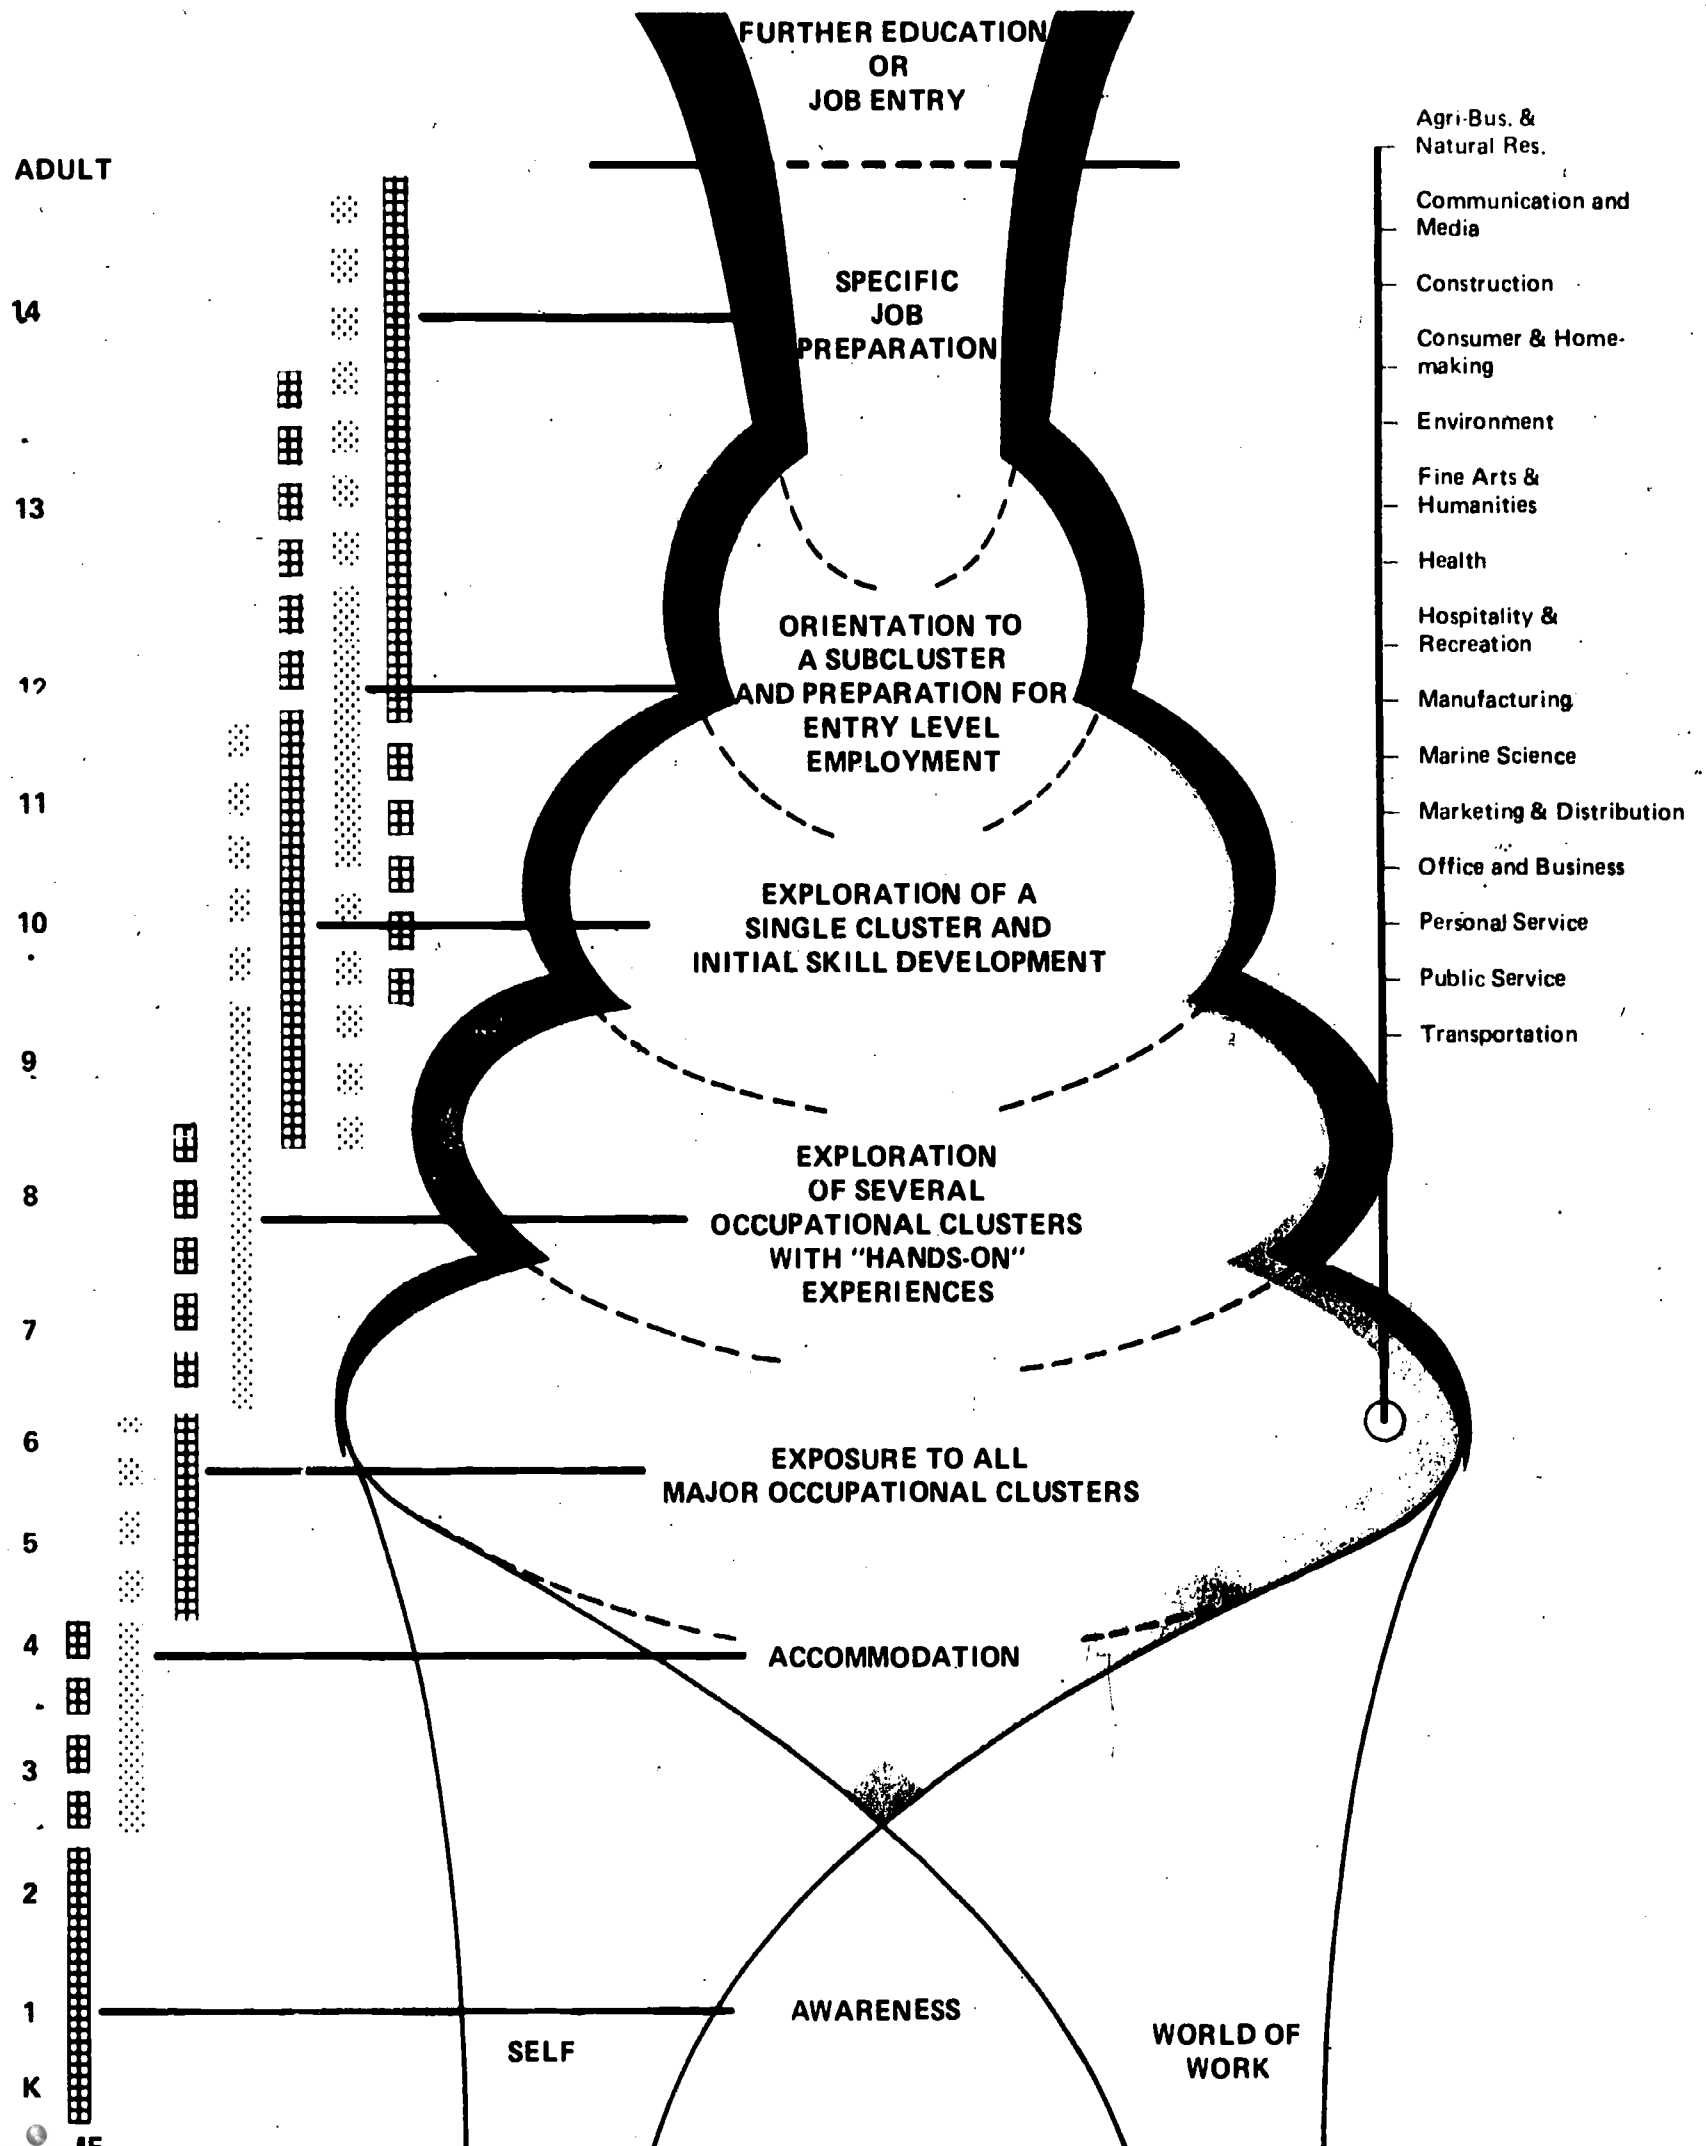 FURTHER EDUCATION
OR
JOB ENTRY
ADULT
14
13
12
11
10
9
8
7
6
5
4
3
2
1
K
SPECIFIC
JOB
PREPARATION
ORIENTATION TO
A SUBCLUSTER
AND PREPARATION FOR
ENTRY LEVEL
EMPLOYMENT
EXPLORATION OF A
SINGLE CLUSTER AND
INITIAL SKILL DEVELOPMENT
EXPLORATION
OF SEVERAL
OCCUPATIONAL CLUSTERS
WITH "HANDS-ON"
EXPERIENCES
EXPOSURE TO ALL
MAJOR OCCUPATIONAL CLUSTERS
ACCOMMODATION
AWARENESS
SELF
WORLD OF
WORK
Agri-Bus. &
Natural Res.
Communication and
Media
Construction
Consumer & Home-
making
Environment
Fine Arts &
Humanities
Health
Hospitality &
Recreation
Manufacturing
Marine Science
Marketing & Distribution
Office and Business
Personal Service
Public Service
Transportation